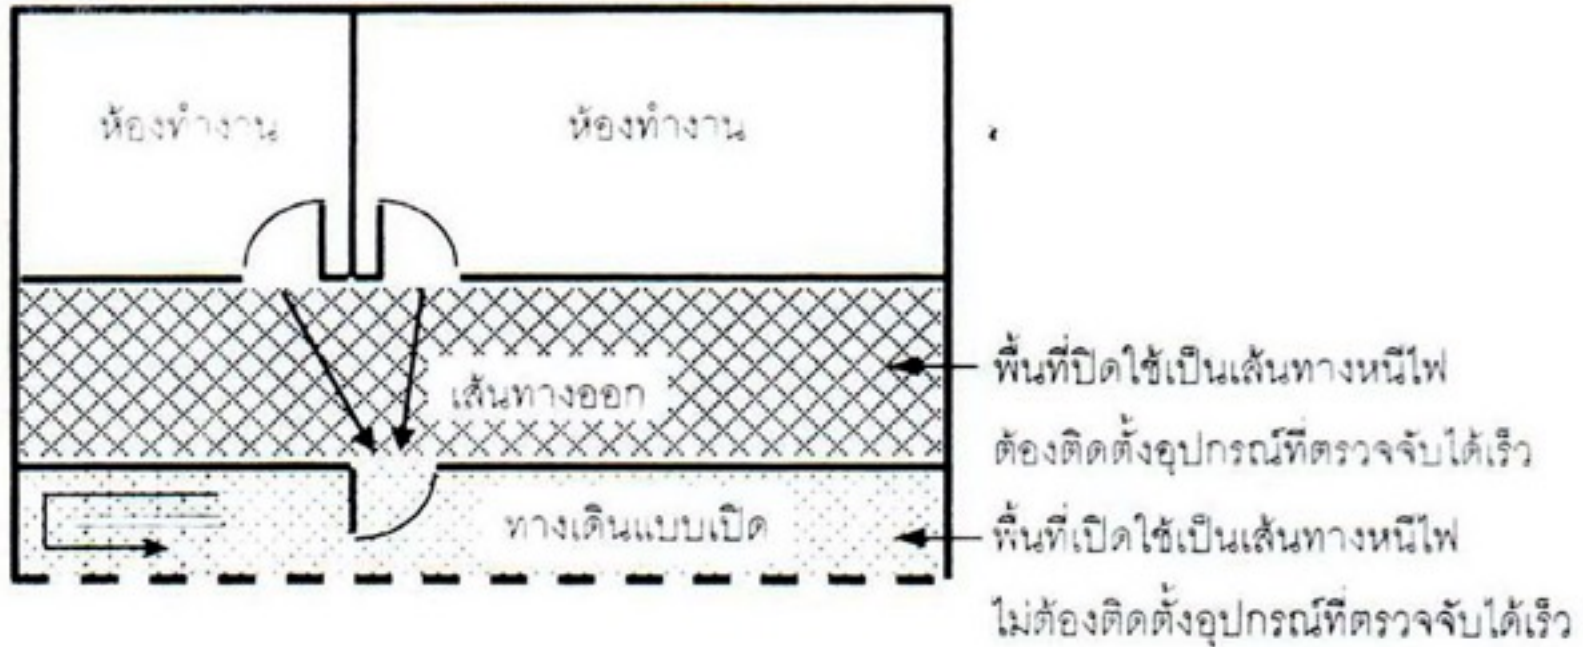 ห้องทำงาน
ห้องทำงาน
เส้นทางออก
พื้นที่ปิดใช้เป็นเส้นทางหนีไฟ
ต้องติดตั้งอุปกรณ์ที่ตรวจจับได้เร็ว
ทางเดินแบบเปิด
พื้นที่เปิดใช้เป็นเส้นทางหนีไฟ
ไม่ต้องติดตั้งอุปกรณ์ที่ตรวจจับได้เร็ว